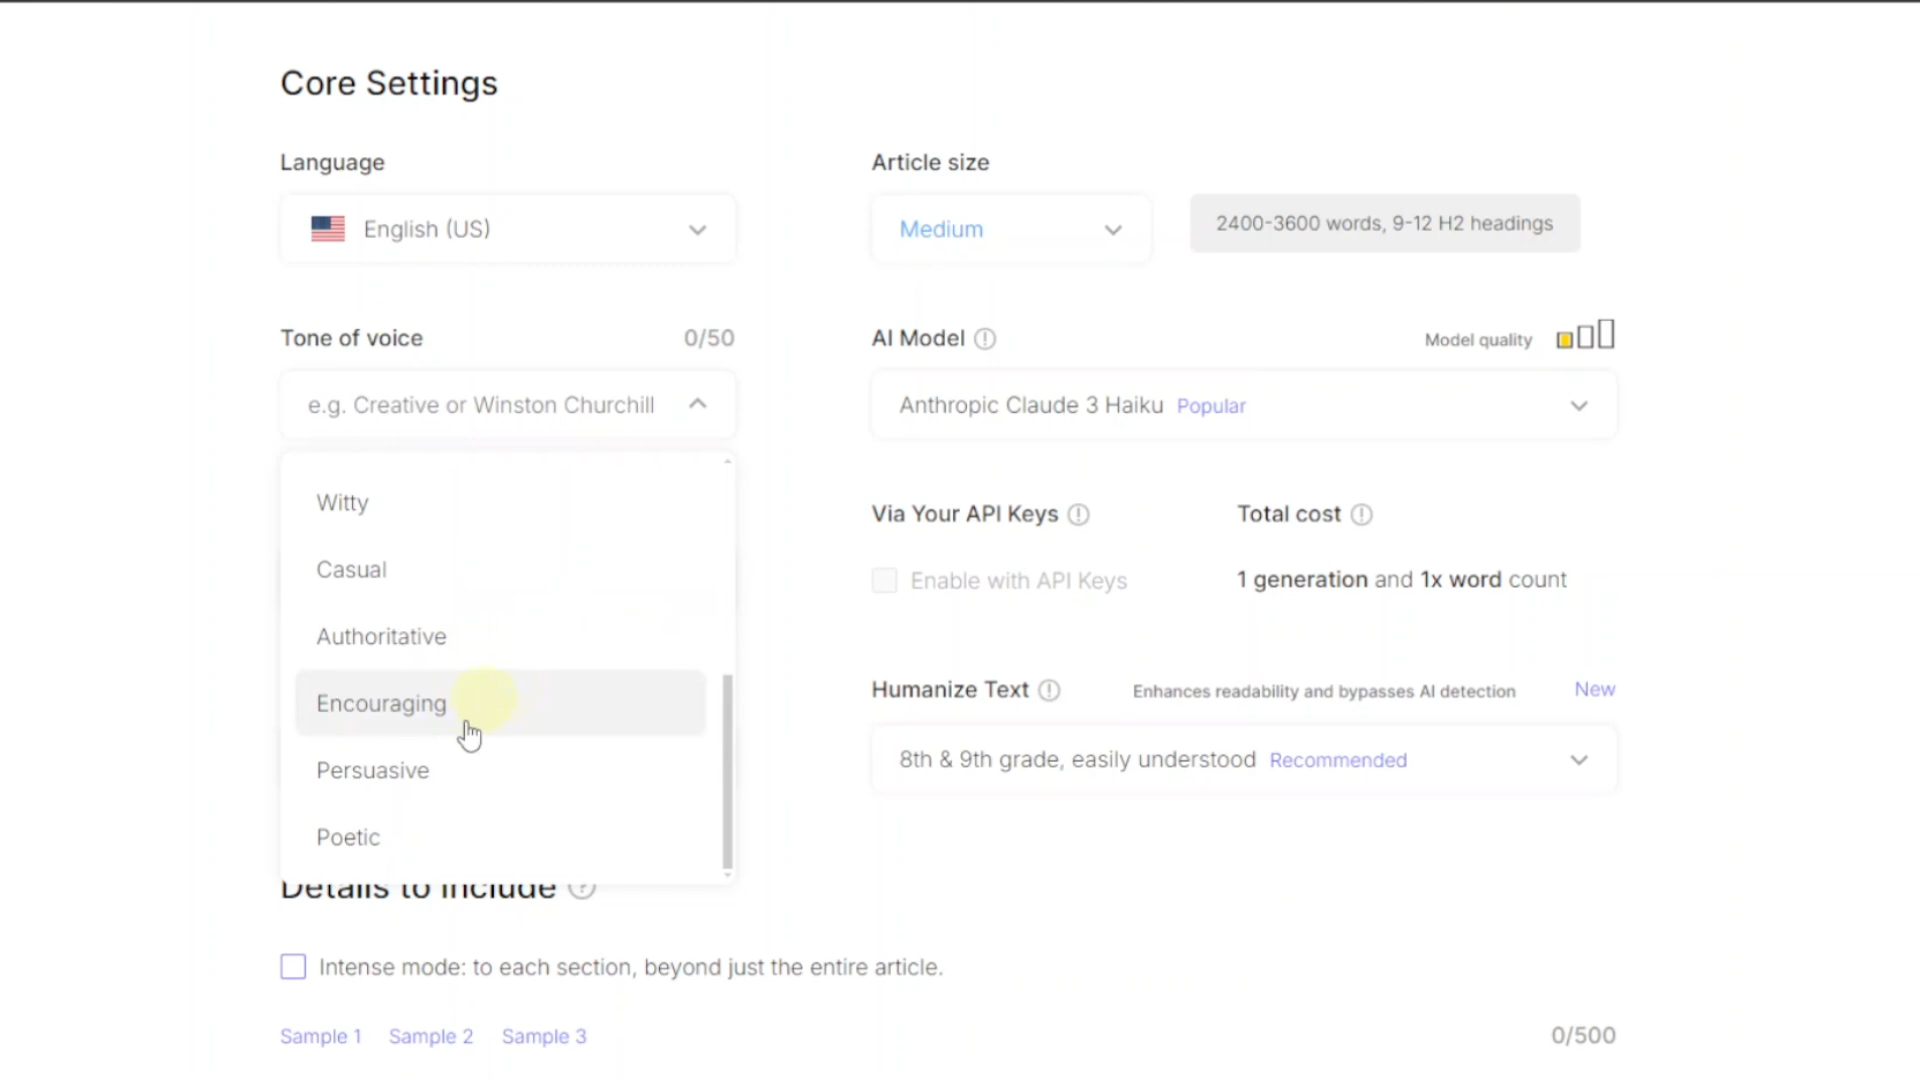 Core Settings
Language
Article size
English (US)
Medium
2400-3600 words, 9-12 H2 headings
Tone of voice
0/50
AI Model
Model quality
e.g. Creative or Winston Churchill
Anthropic Claude 3 Haiku Popular
Witty
Casual
Authoritative
Encouraging
Persuasive
Poetic
Via Your API Keys
Total cost
Enable with API Keys
1 generation and 1x word count
Humanize Text
Enhances readability and bypasses AI detection
New
8th & 9th grade, easily understood Recommended
Details to include
Intense mode: to each section, beyond just the entire article.
Sample 1 Sample 2 Sample 3
0/500